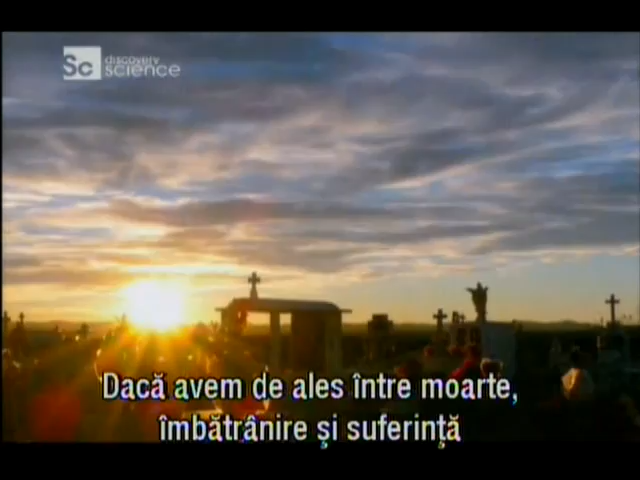 Sc discovery
science
Dacă avem de ales între moarte,
îmbătrânire și suferință